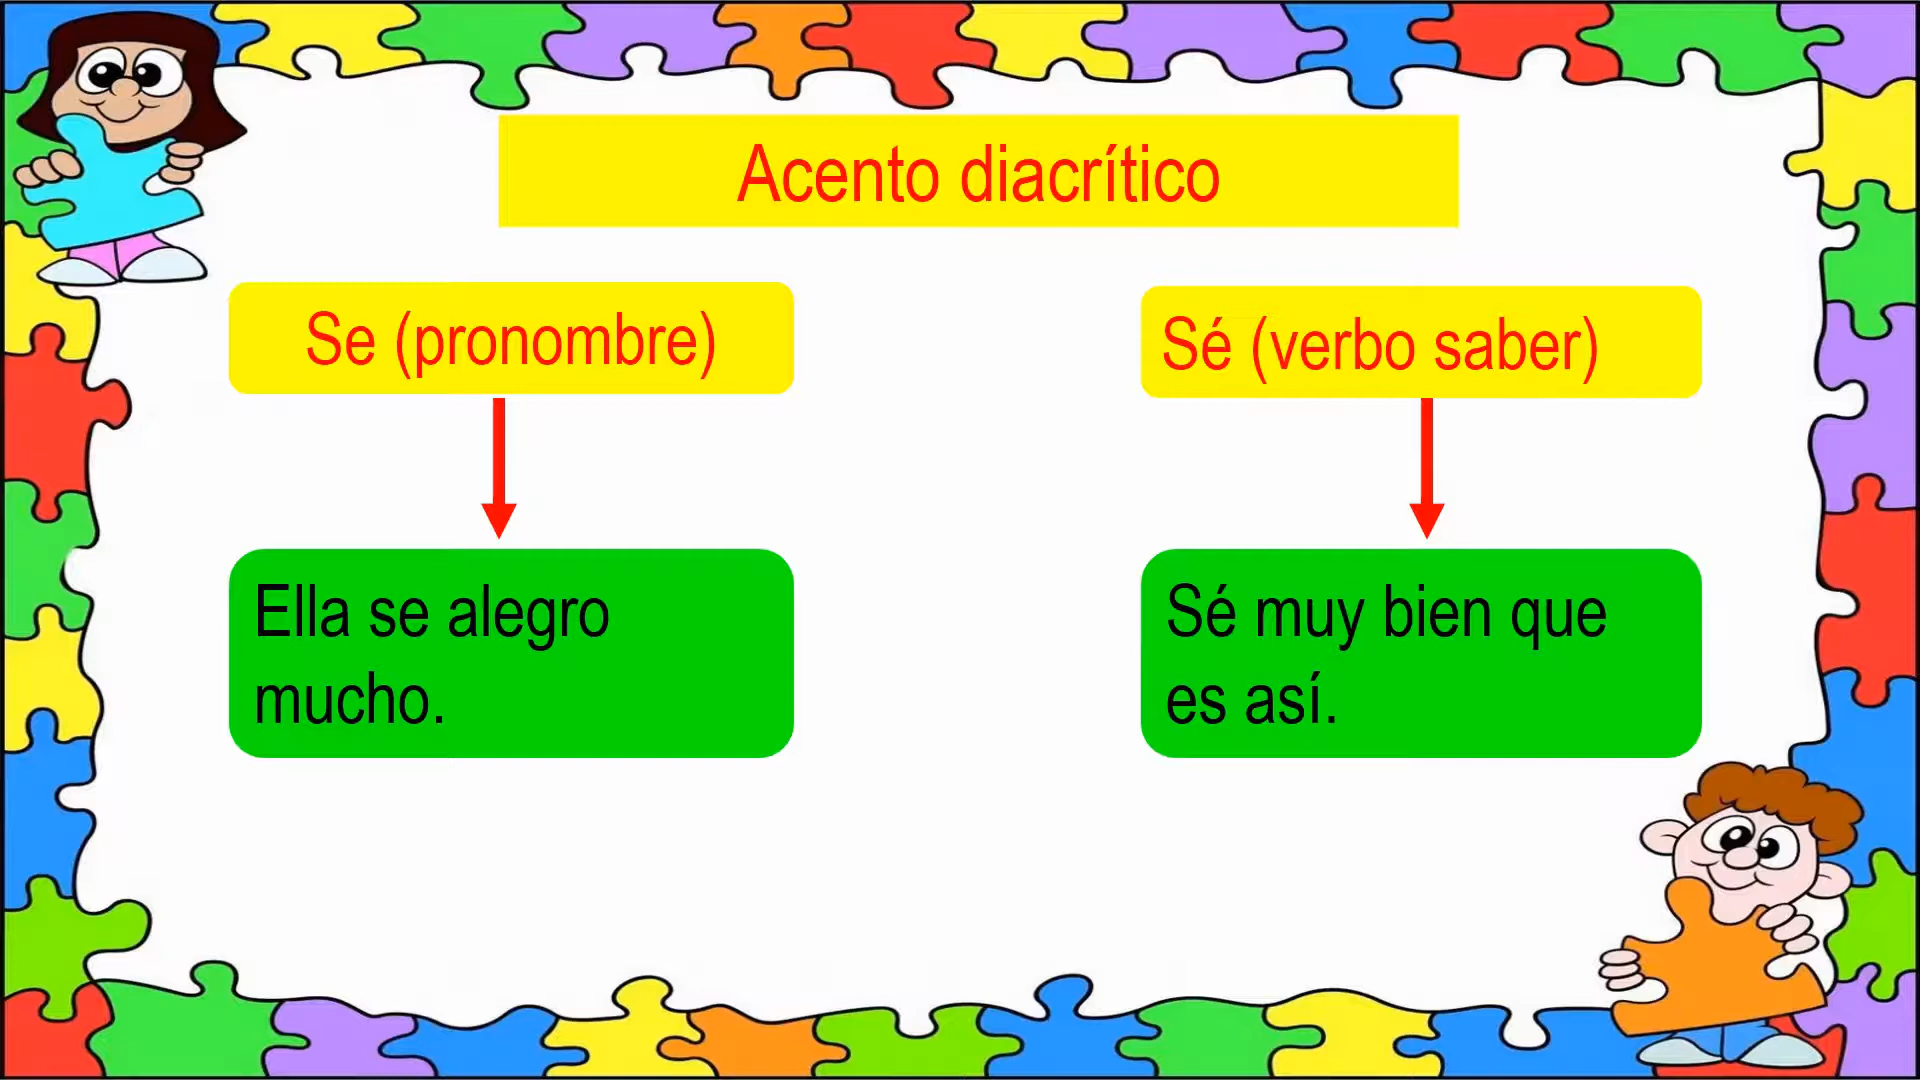 Acento diacrítico
Se (pronombre)
Sé (verbo saber)
Ella se alegro
mucho.
Sé muy bien que
es así.